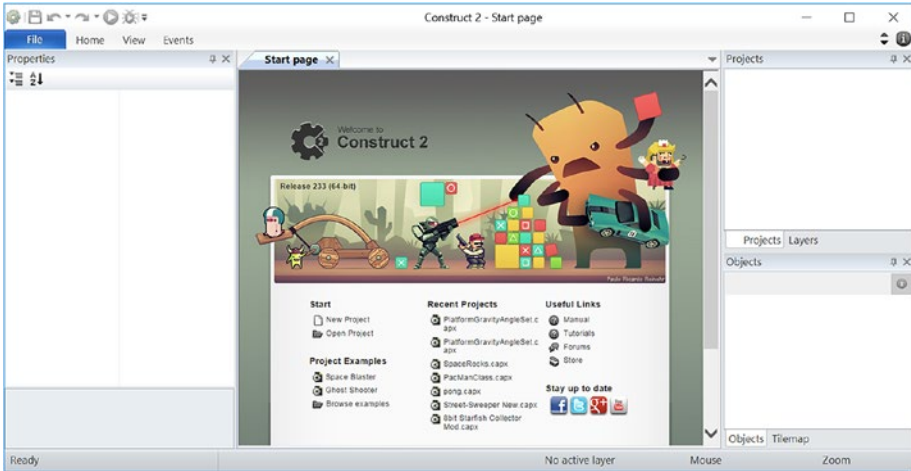 Construct 2 - Start page
File Home View Events
Properties
Start page
Projects
Welcome to
Construct 2
Release 233 (64-bit)
Projects Layers
Objects
Start
New Project
Open Project
Project Examples
Space Blaster
Ghost Shooter
Browse examples
Recent Projects
PlatformGravityAngleSet.c
apx
PlatformGravityAngleSet.c
apx
SpaceRocks.capx
PacManClass.capx
pong.capx
Street-Sweeper New.capx
8bit Starfish Collector
Mod.capx
Useful Links
Manual
Tutorials
Forums
Store
Stay up to date
Objects Tilemap
Ready No active layer Mouse Zoom